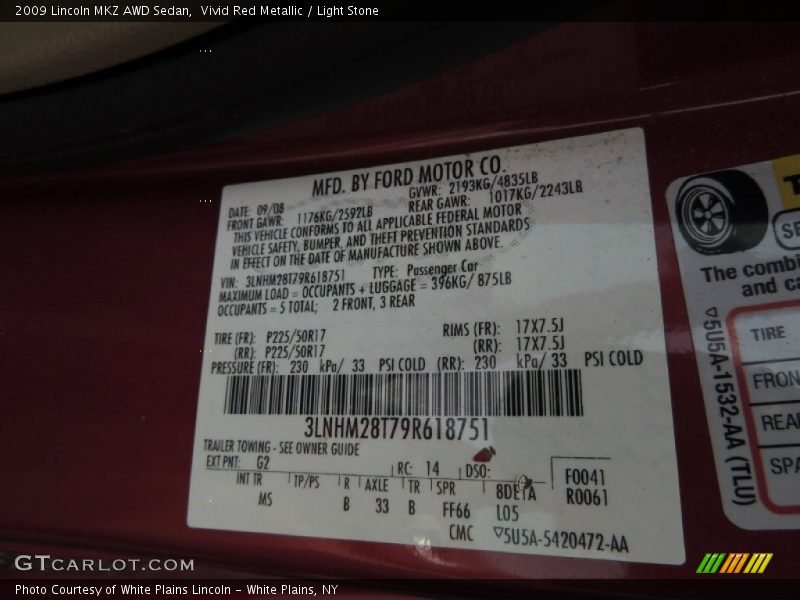 2009 Lincoln MKZ AWD Sedan,  Vivid Red Metallic / Light Stone
MFD. BY FORD MOTOR CO.
DATE: 09/08 GVWR: 2193KG/4835LB
FRONT GAWR: 1176KG/2592LB REAR GAWR: 1017KG/2243LB
THIS VEHICLE CONFORMS TO ALL APPLICABLE FEDERAL MOTOR
VEHICLE SAFETY, BUMPER, AND THEFT PREVENTION STANDARDS
IN EFFECT ON THE DATE OF MANUFACTURE SHOWN ABOVE.
VIN: 3LNHM28T79R618751 TYPE: Passenger Car
MAXIMUM LOAD = OCCUPANTS + LUGGAGE = 396KG/ 875LB
OCCUPANTS = 5 TOTAL; 2 FRONT, 3 REAR
TIRE (FR): P225/50R17 RIMS (FR): 17X7.5J
(RR): P225/50R17 (RR): 17X7.5J
PRESSURE (FR): 230 kPa/ 33 PSI COLD (RR): 230 kPa/ 33 PSI COLD
3LNHM28T79R618751
TRAILER TOWING - SEE OWNER GUIDE
EXT PNT: G2 RC: 14 DSO: F0041
INT TR TP/PS R AXLE TR SPR R0061
MS B 33 B FF66 L05
CMC ▽5U5A-5420472-AA
The combi
and ca
▽5U5A-1532-AA (TLU)
TIRE
FRON
REA
SPA
GTCARLOT.COM
Photo Courtesy of White Plains Lincoln - White Plains, NY